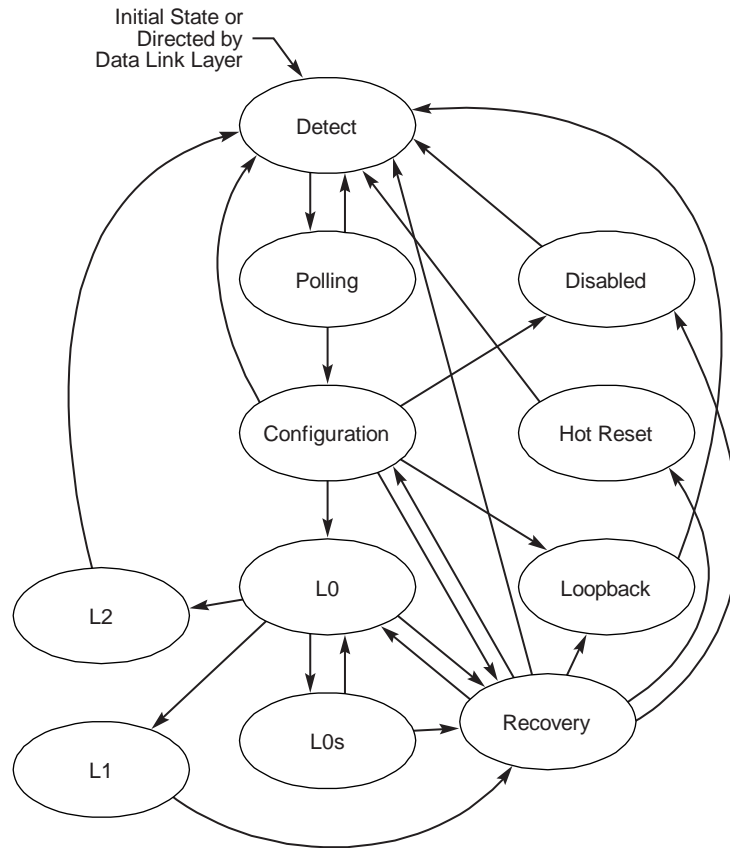 Initial State or
Directed by
Data Link Layer
Detect
Polling
Disabled
Configuration
Hot Reset
L0
Loopback
L2
L0s
Recovery
L1